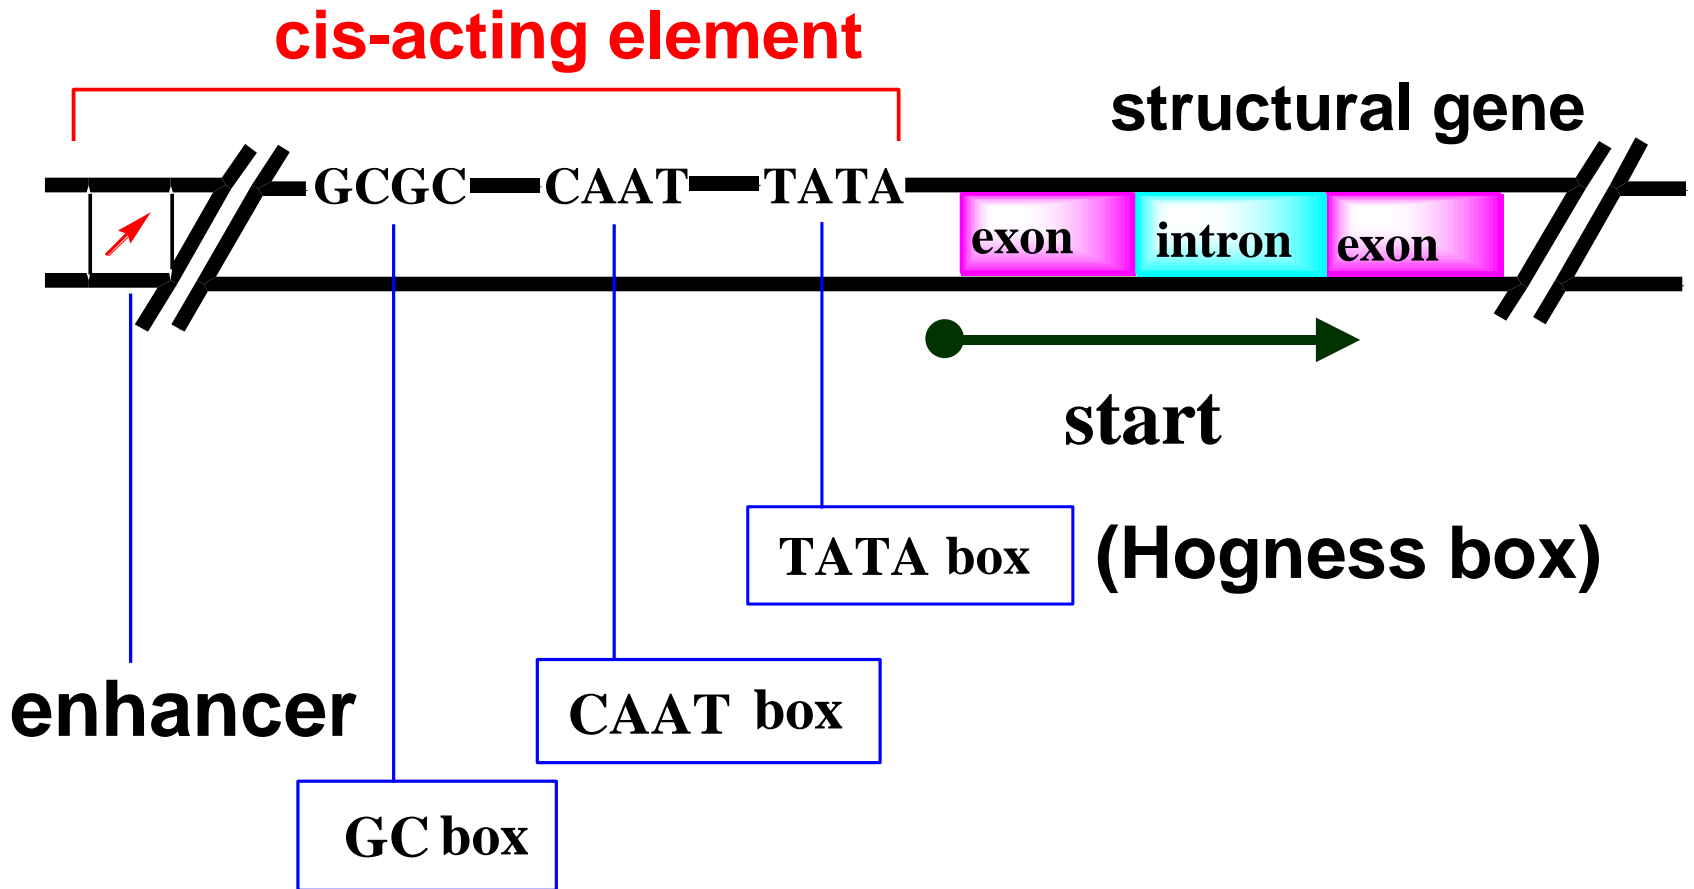 cis-acting element
structural gene
GCGC CAAT TATA
exon intron exon
start
TATA box (Hogness box)
enhancer
CAAT box
GC box